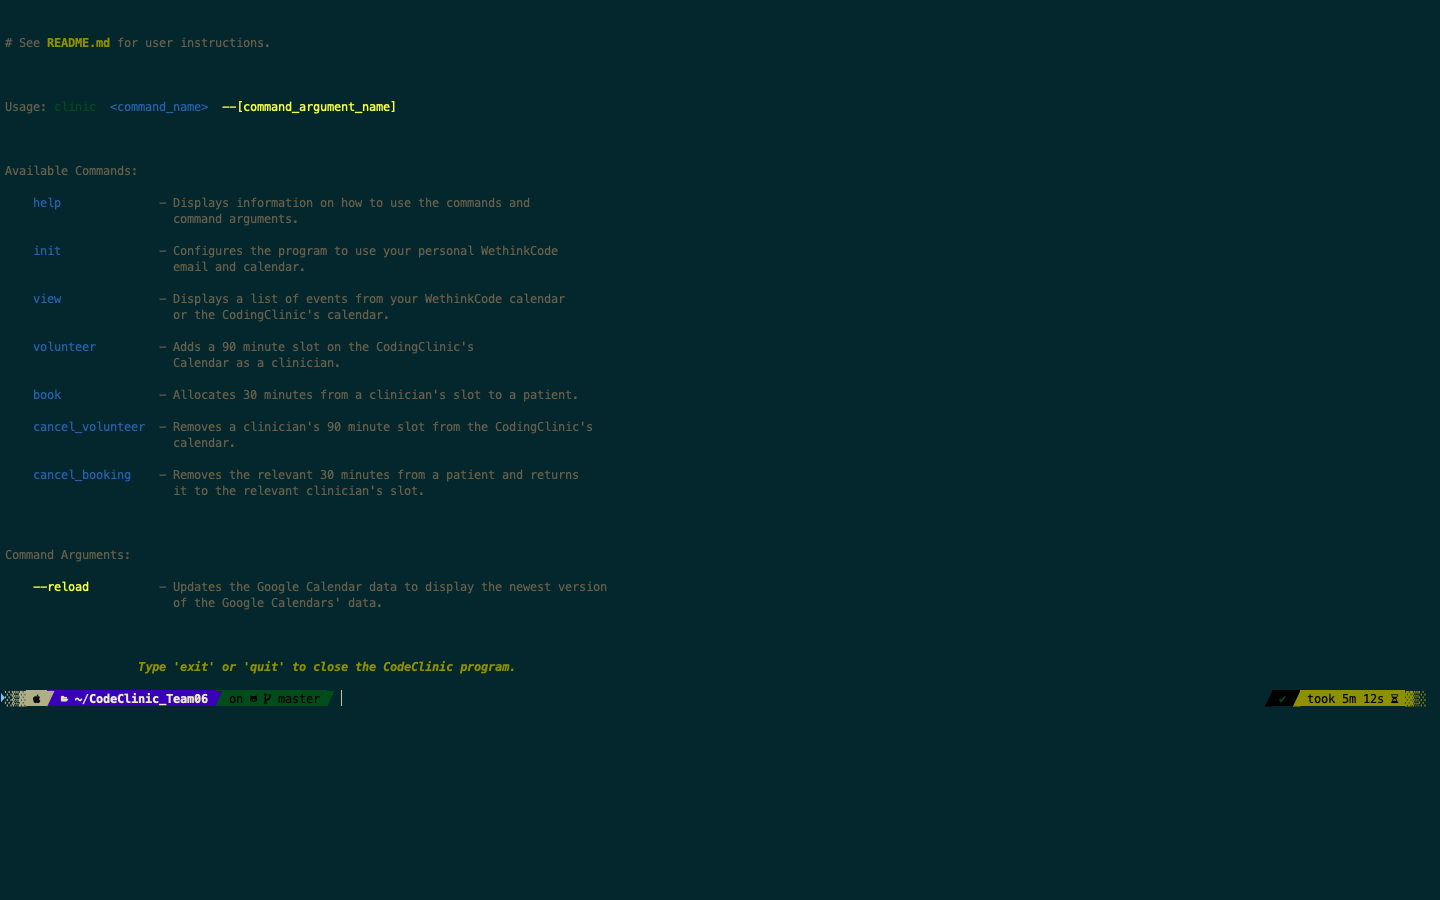 # See README.md for user instructions.
Usage: clinic <command_name> --[command_argument_name]
Available Commands:
help – Displays information on how to use the commands and
command arguments.
init – Configures the program to use your personal WethinkCode
email and calendar.
view – Displays a list of events from your WethinkCode calendar
or the CodingClinic's calendar.
volunteer – Adds a 90 minute slot on the CodingClinic's
Calendar as a clinician.
book – Allocates 30 minutes from a clinician's slot to a patient.
cancel_volunteer – Removes a clinician's 90 minute slot from the CodingClinic's
calendar.
cancel_booking – Removes the relevant 30 minutes from a patient and returns
it to the relevant clinician's slot.
Command Arguments:
--reload – Updates the Google Calendar data to display the newest version
of the Google Calendars' data.
Type 'exit' or 'quit' to close the CodeClinic program.
~/CodeClinic_Team06 on master ✔ took 5m 12s